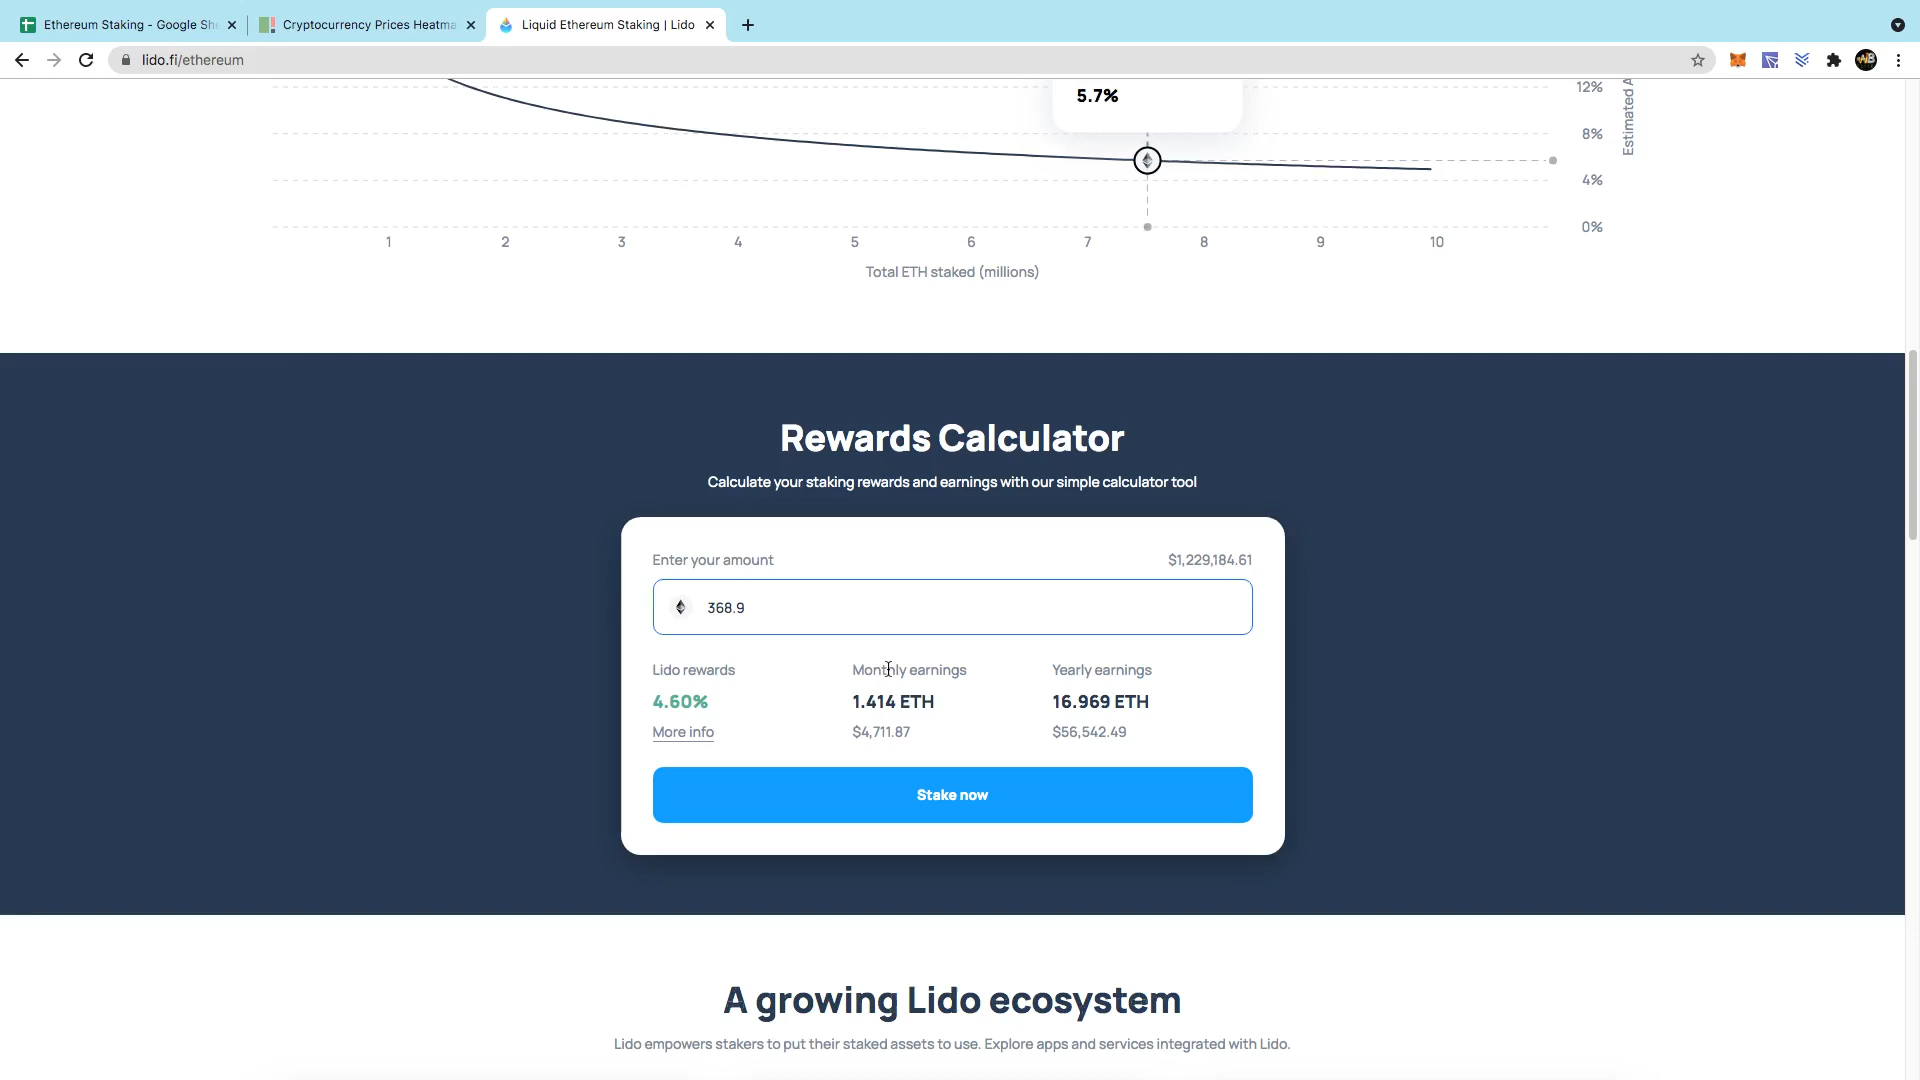 Ethereum Staking - Google She
Cryptocurrency Prices Heatma
Liquid Ethereum Staking | Lido
lido.fi/ethereum
5.7%
12%
8%
4%
0%
Estimated A
1 2 3 4 5 6 7 8 9 10
Total ETH staked (millions)
Rewards Calculator
Calculate your staking rewards and earnings with our simple calculator tool
Enter your amount $1,229,184.61
368.9
Lido rewards Monthly earnings Yearly earnings
4.60% 1.414 ETH 16.969 ETH
More info $4,711.87 $56,542.49
Stake now
A growing Lido ecosystem
Lido empowers stakers to put their staked assets to use. Explore apps and services integrated with Lido.